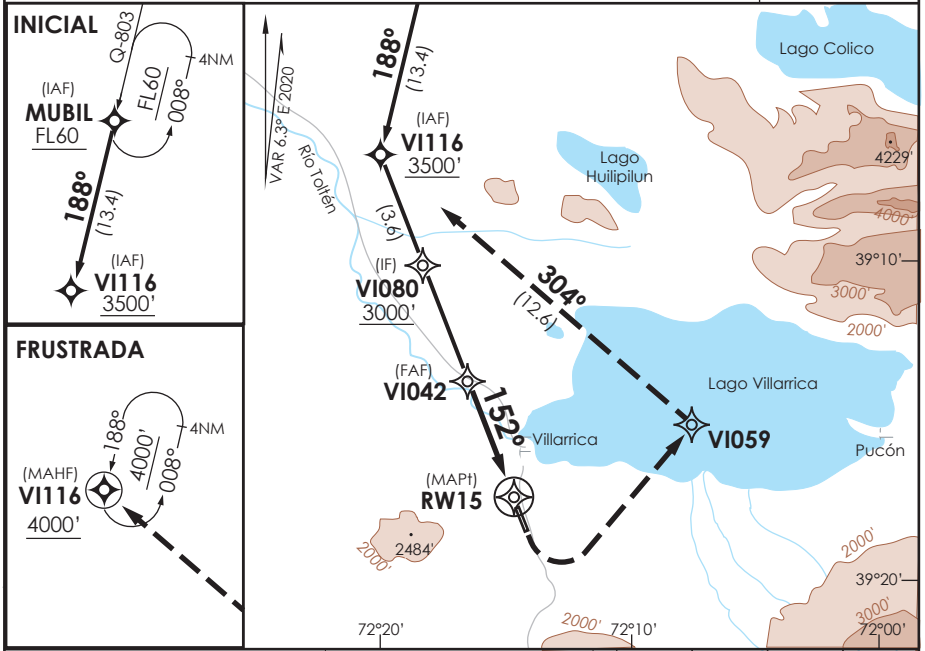 INICIAL
Q-803
4NM
FL60
008°
(IAF)
MUBIL
FL60
188°
(13.4)
(IAF)
VI116
3500'
FRUSTRADA
188°
4000'
008°
4NM
(MAHF)
VI116
4000'
VAR 6.3° E/2020
Río Toltén
188°
(13.4)
(IAF)
VI116
3500'
(3.6)
(IF)
VI080
3000'
(FAF)
VI042
152°
(MAPt)
RW15
Villarrica
304°
(12.6)
VI059
Lago Villarrica
Pucón
Lago
Huilipilun
Lago Colico
4229'
4000'
39°10'
3000'
2000'
2000'
2484'
2000'
2000'
3000'
39°20'
72°20'
72°10'
72°00'